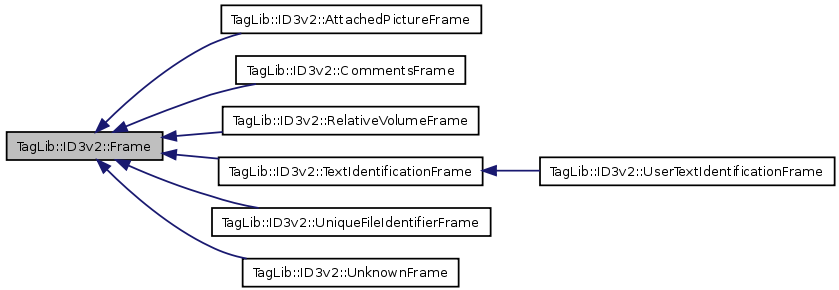 TagLib::ID3v2::AttachedPictureFrame
TagLib::ID3v2::CommentsFrame
TagLib::ID3v2::RelativeVolumeFrame
TagLib::ID3v2::Frame
TagLib::ID3v2::TextIdentificationFrame
TagLib::ID3v2::UserTextIdentificationFrame
TagLib::ID3v2::UniqueFileIdentifierFrame
TagLib::ID3v2::UnknownFrame